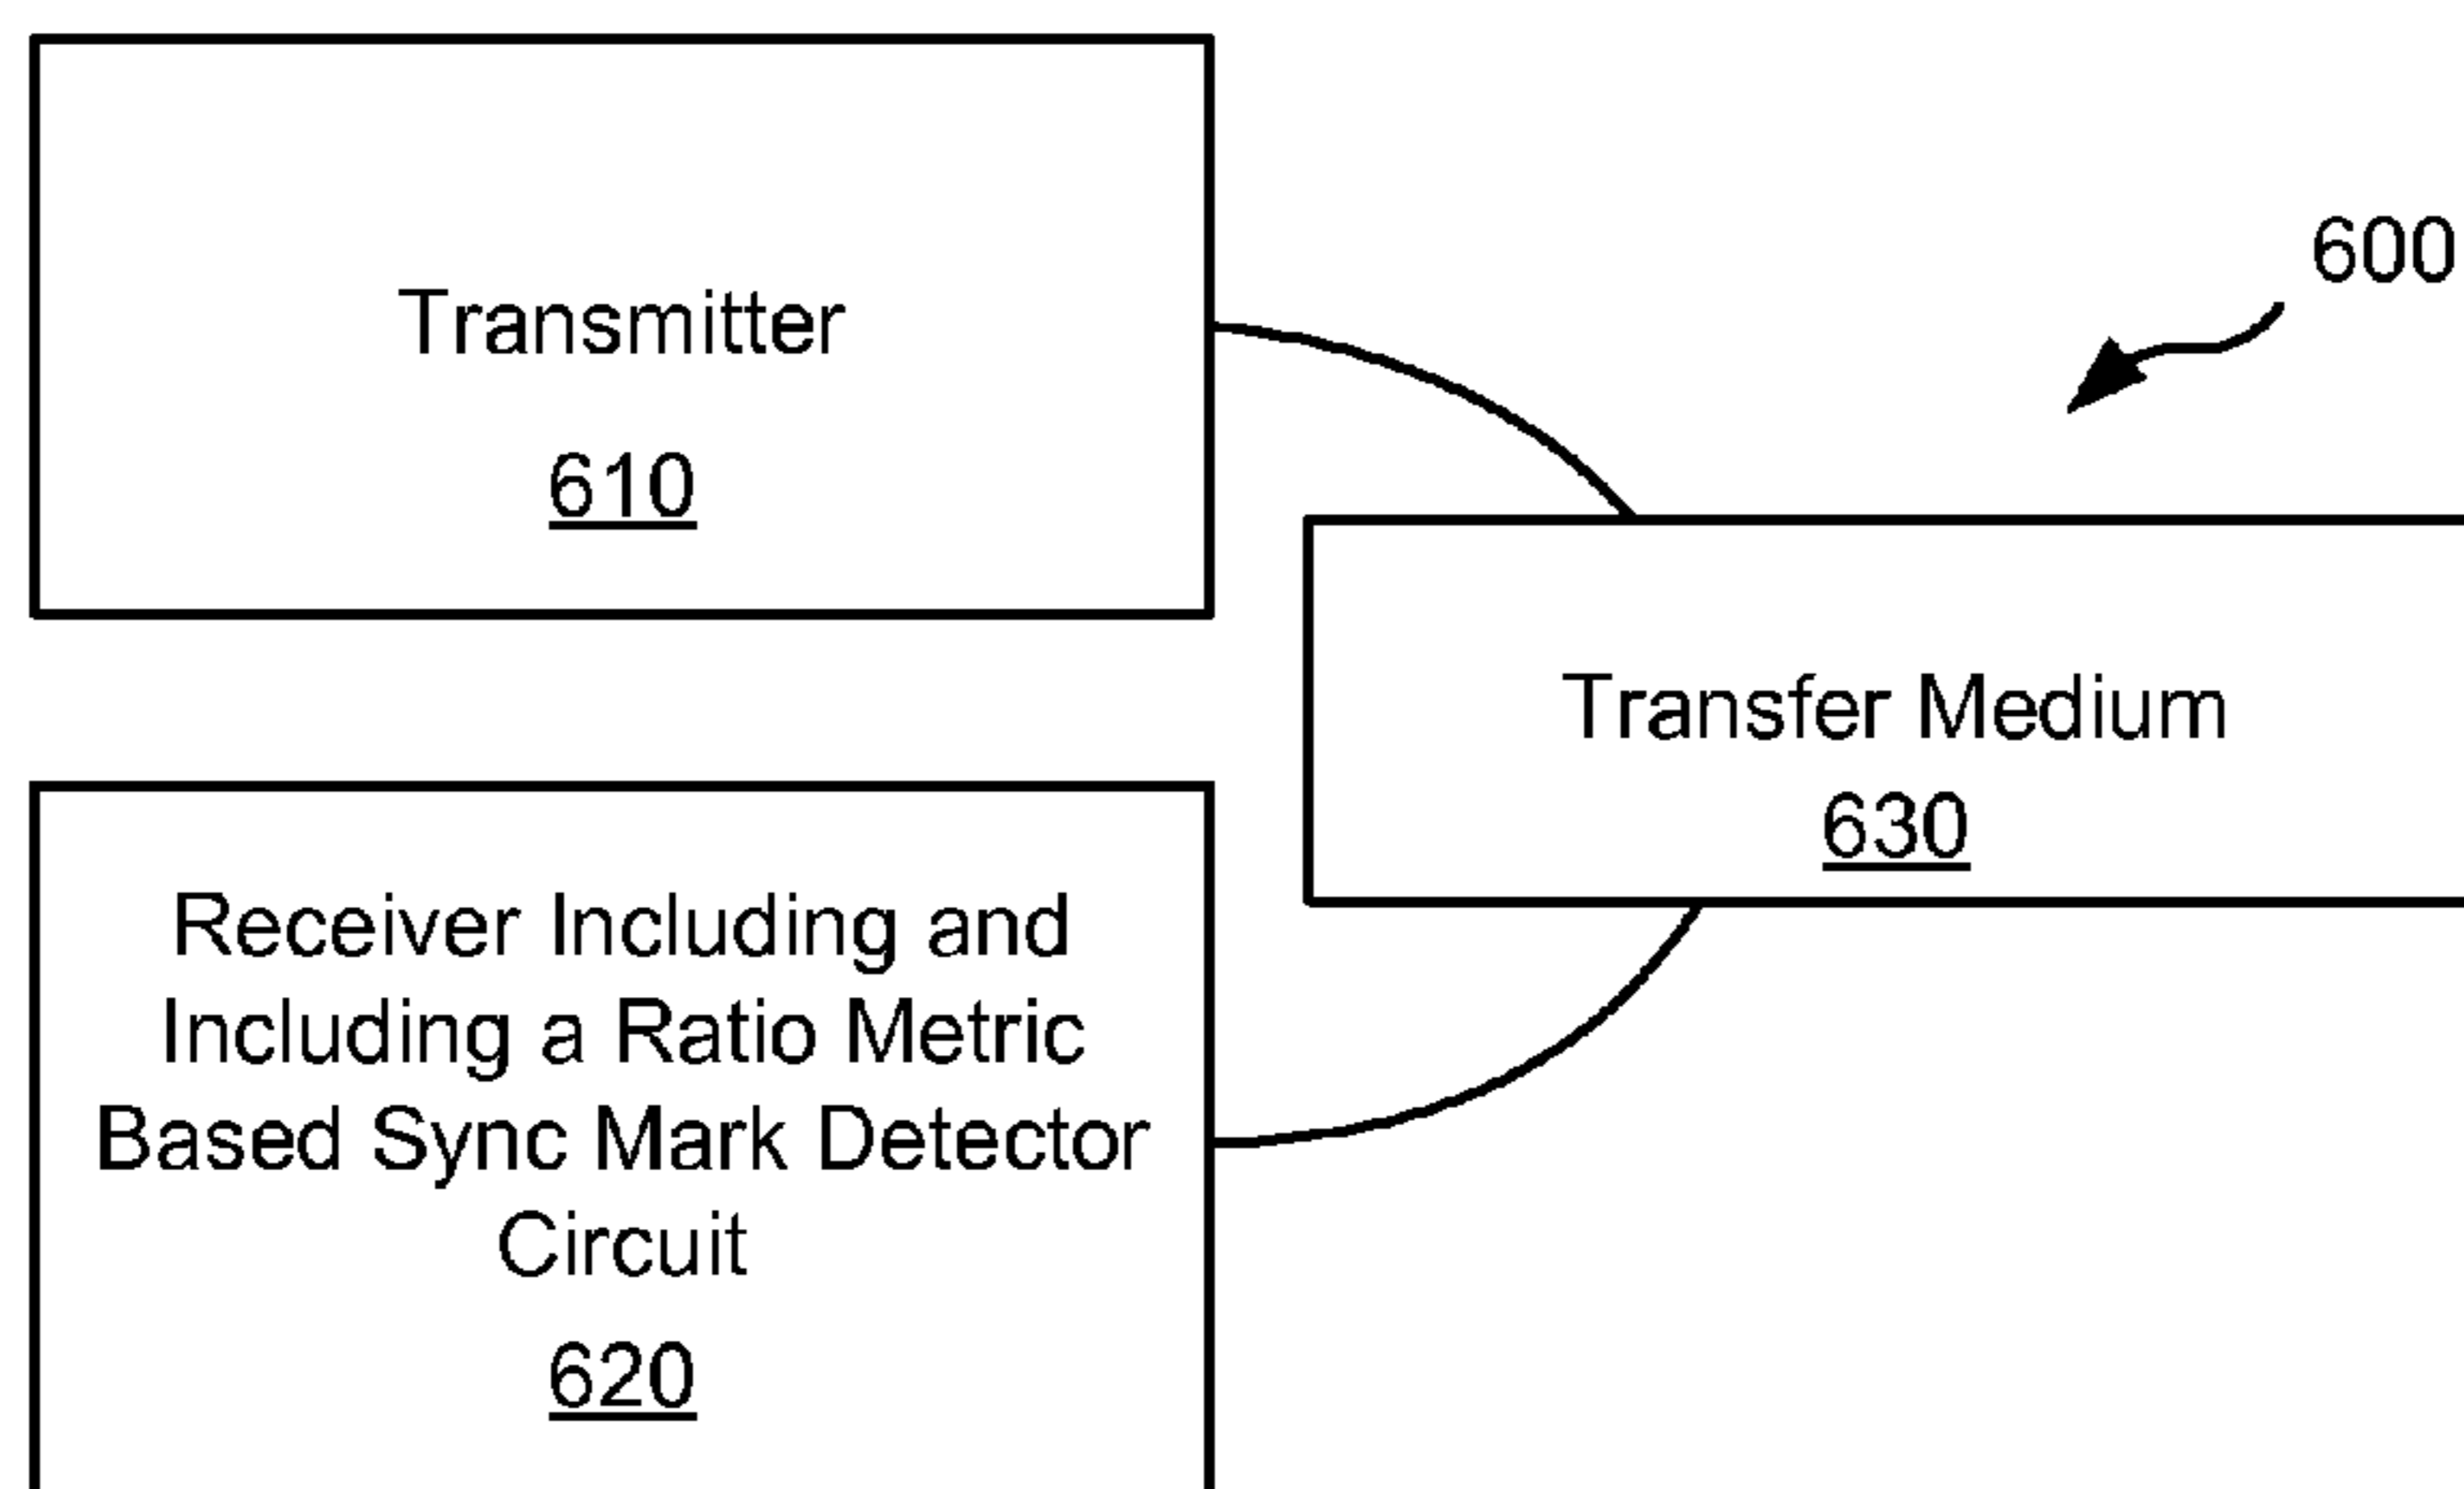 Transmitter
610
600
Transfer Medium
630
Receiver Including and
Including a Ratio Metric
Based Sync Mark Detector
Circuit
620